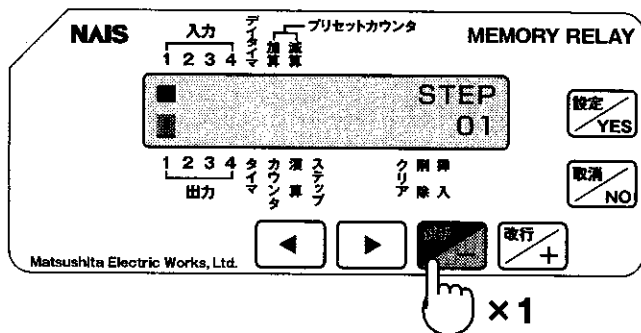 NAIS
入力
1 2 3 4
デイタイマ
加算
減算
プリセットカウンタ
MEMORY RELAY
STEP
01
設定/YES
1 2 3 4
出力
タイマ
カウンタ
演算
ステップ
クリア
削除
挿入
取消/NO
Matsushita Electric Works, Ltd.
◀
▶
−
改行/+
×1